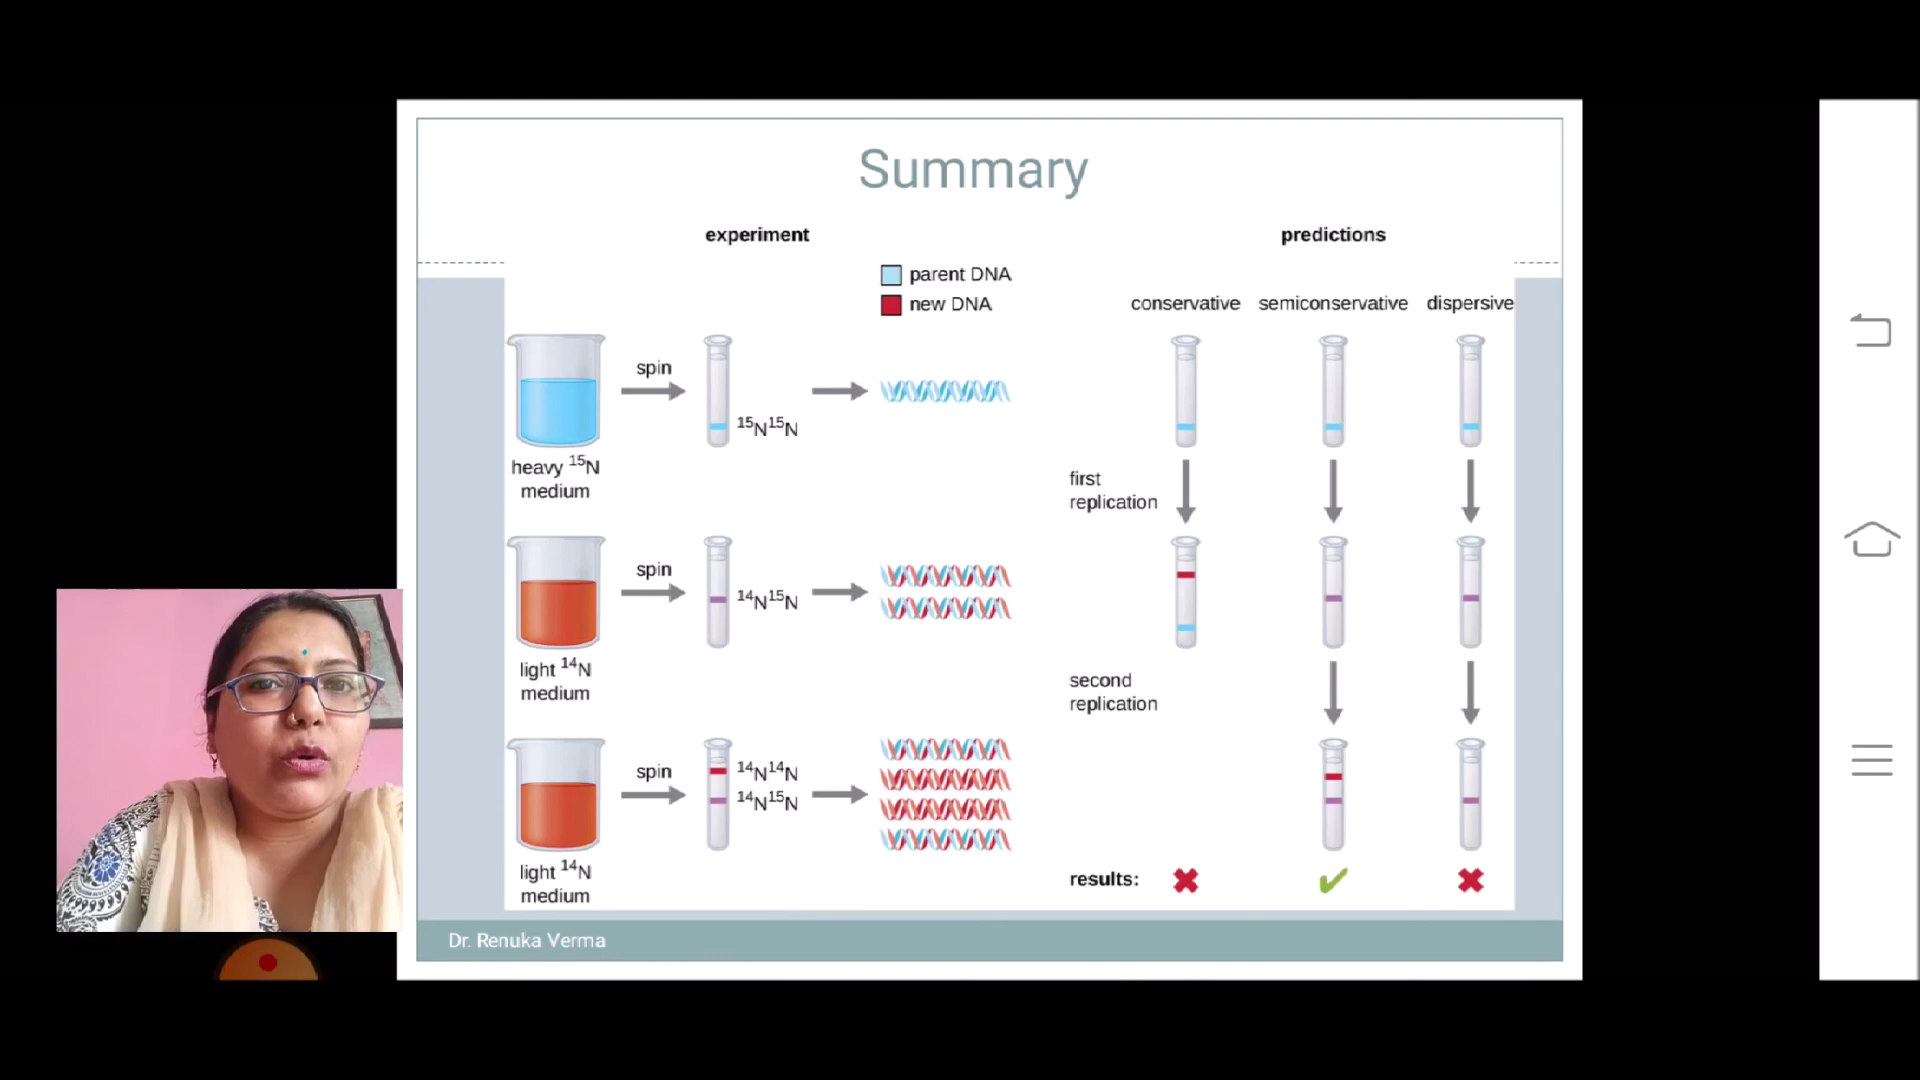 Summary
experiment
predictions
parent DNA
new DNA
conservative semiconservative dispersive
spin
¹⁵N¹⁵N
heavy ¹⁵N
medium
first
replication
spin
¹⁴N¹⁵N
light ¹⁴N
medium
second
replication
spin
¹⁴N¹⁴N
¹⁴N¹⁵N
light ¹⁴N
medium
results:
Dr. Renuka Verma